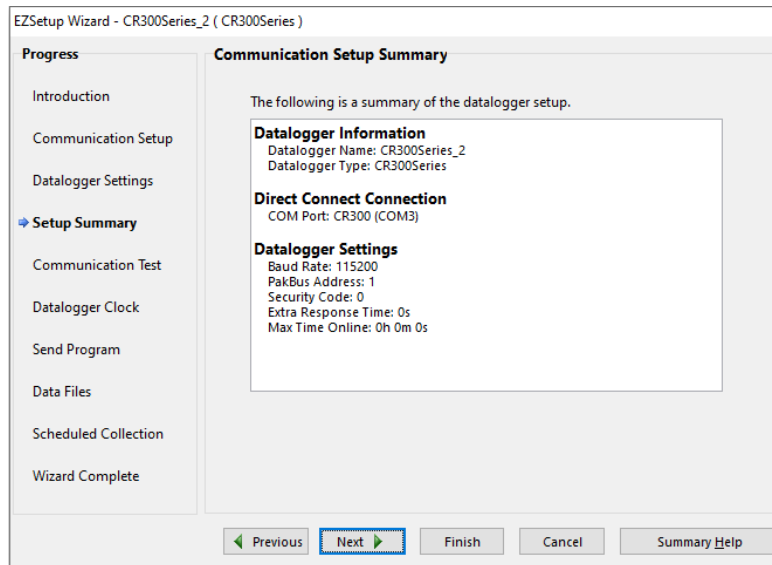 EZSetup Wizard - CR300Series_2 ( CR300Series )
Progress
Introduction
Communication Setup
Datalogger Settings
Setup Summary
Communication Test
Datalogger Clock
Send Program
Data Files
Scheduled Collection
Wizard Complete
Communication Setup Summary
The following is a summary of the datalogger setup.
Datalogger Information
Datalogger Name: CR300Series_2
Datalogger Type: CR300Series
Direct Connect Connection
COM Port: CR300 (COM3)
Datalogger Settings
Baud Rate: 115200
PakBus Address: 1
Security Code: 0
Extra Response Time: 0s
Max Time Online: 0h 0m 0s
Previous
Next
Finish
Cancel
Summary Help